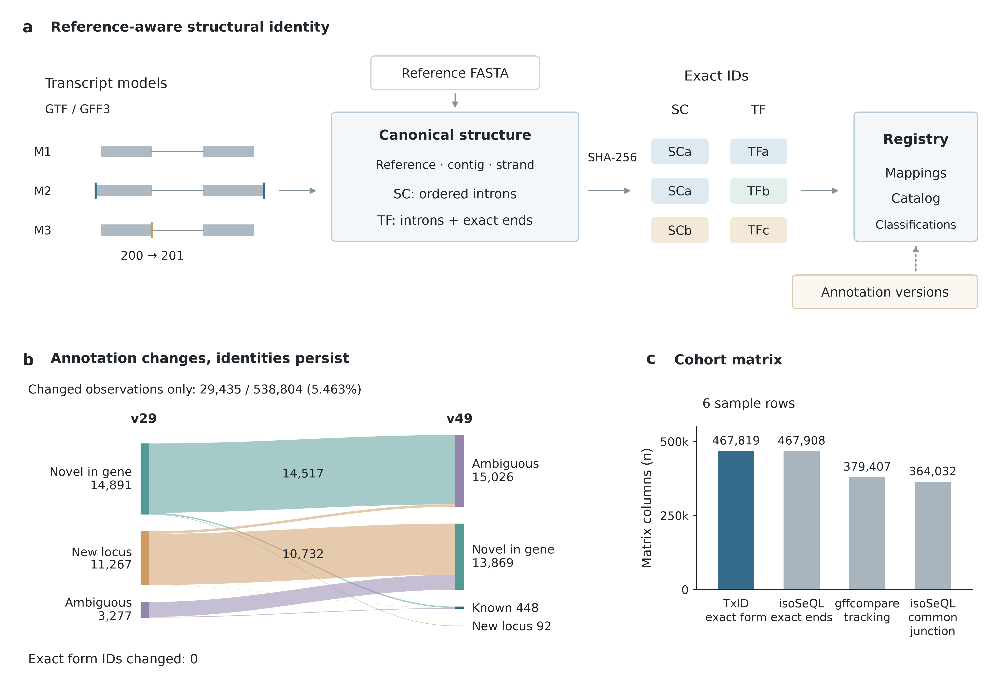 a Reference-aware structural identity
Transcript models
GTF / GFF3
M1
M2
M3
200 → 201
Reference FASTA
Canonical structure
Reference · contig · strand
SC: ordered introns
TF: introns + exact ends
SHA-256
Exact IDs
SC TF
SCa TFa
SCa TFb
SCb TFc
Registry
Mappings
Catalog
Classifications
Annotation versions
b Annotation changes, identities persist
Changed observations only: 29,435 / 538,804 (5.463%)
v29 v49
Novel in gene
14,891
New locus
11,267
Ambiguous
3,277
14,517
10,732
Ambiguous
15,026
Novel in gene
13,869
Known 448
New locus 92
Exact form IDs changed: 0
c Cohort matrix
6 sample rows
Matrix columns (n)
500k
250k
0
467,819
467,908
379,407
364,032
TxID
exact form
isoSeQL
exact ends
gffcompare
tracking
isoSeQL
common
junction